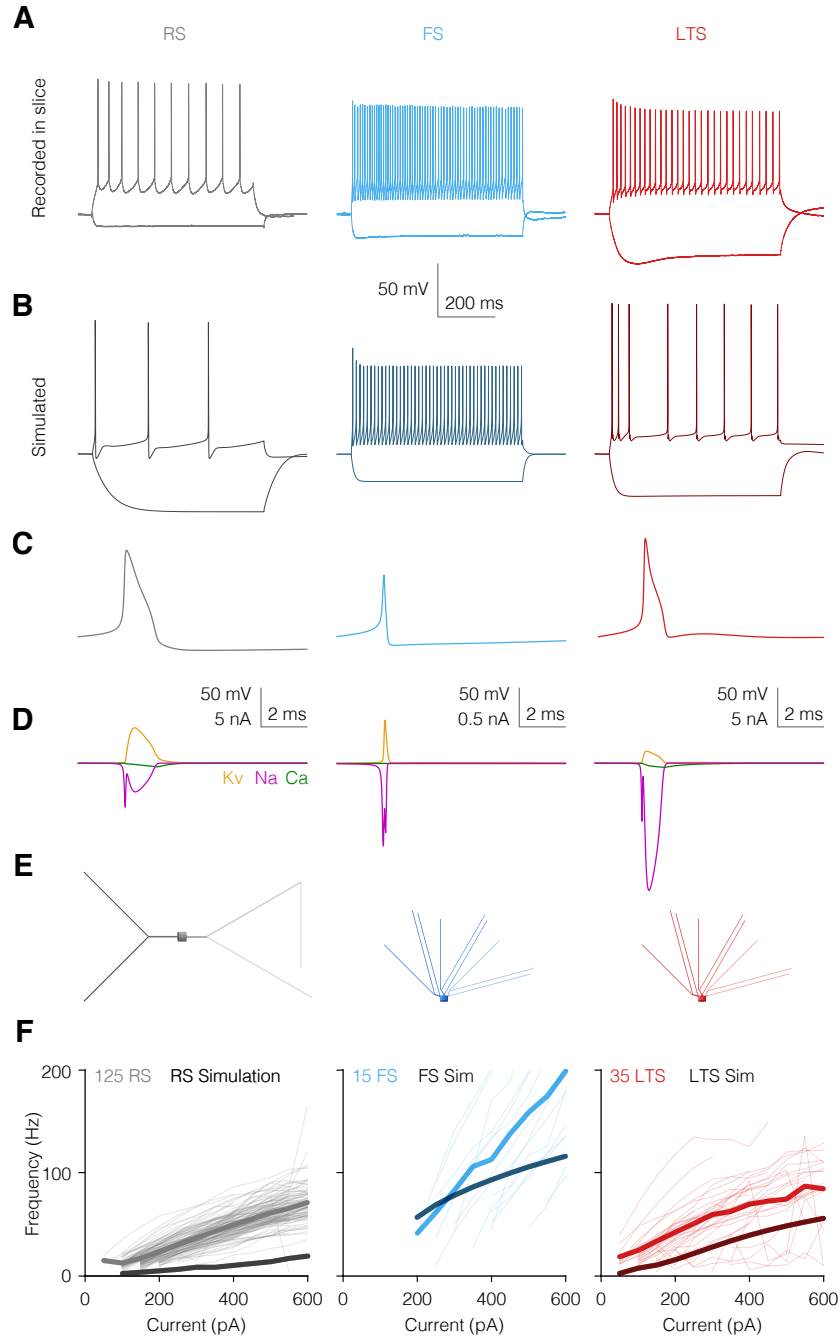 A
RS FS LTS
Recorded in slice
B
50 mV
200 ms
Simulated
C
50 mV 50 mV 50 mV
D
5 nA 2 ms 0.5 nA 2 ms 5 nA 2 ms
Kv Na Ca
E
F
200 125 RS RS Simulation 15 FS FS Sim 35 LTS LTS Sim
Frequency (Hz)
100
0
0 200 400 600 0 200 400 600 0 200 400 600
Current (pA) Current (pA) Current (pA)